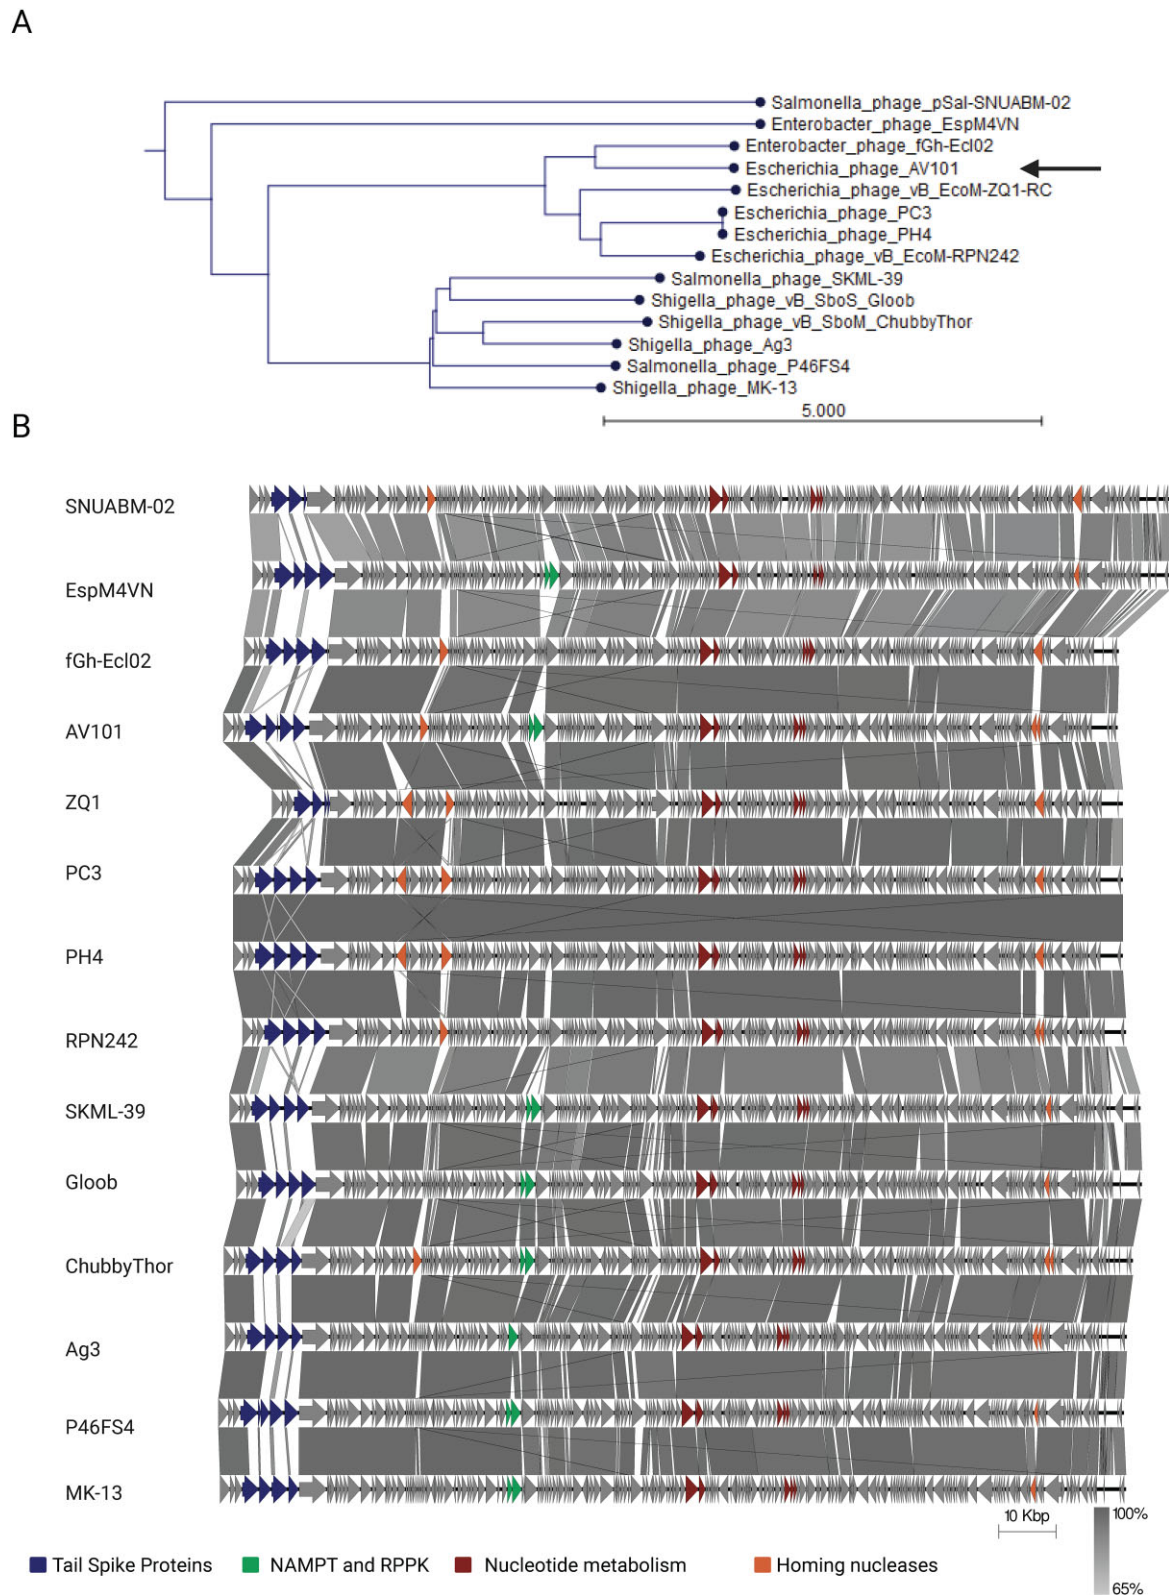 A
Salmonella_phage_pSal-SNUABM-02
Enterobacter_phage_EspM4VN
Enterobacter_phage_fGh-Ecl02
Escherichia_phage_AV101
Escherichia_phage_vB_EcoM-ZQ1-RC
Escherichia_phage_PC3
Escherichia_phage_PH4
Escherichia_phage_vB_EcoM-RPN242
Salmonella_phage_SKML-39
Shigella_phage_vB_SboS_Gloob
Shigella_phage_vB_SboM_ChubbyThor
Shigella_phage_Ag3
Salmonella_phage_P46FS4
Shigella_phage_MK-13
5.000
B
SNUABM-02
EspM4VN
fGh-Ecl02
AV101
ZQ1
PC3
PH4
RPN242
SKML-39
Gloob
ChubbyThor
Ag3
P46FS4
MK-13
10 Kbp
100%
65%
Tail Spike Proteins NAMPT and RPPK Nucleotide metabolism Homing nucleases